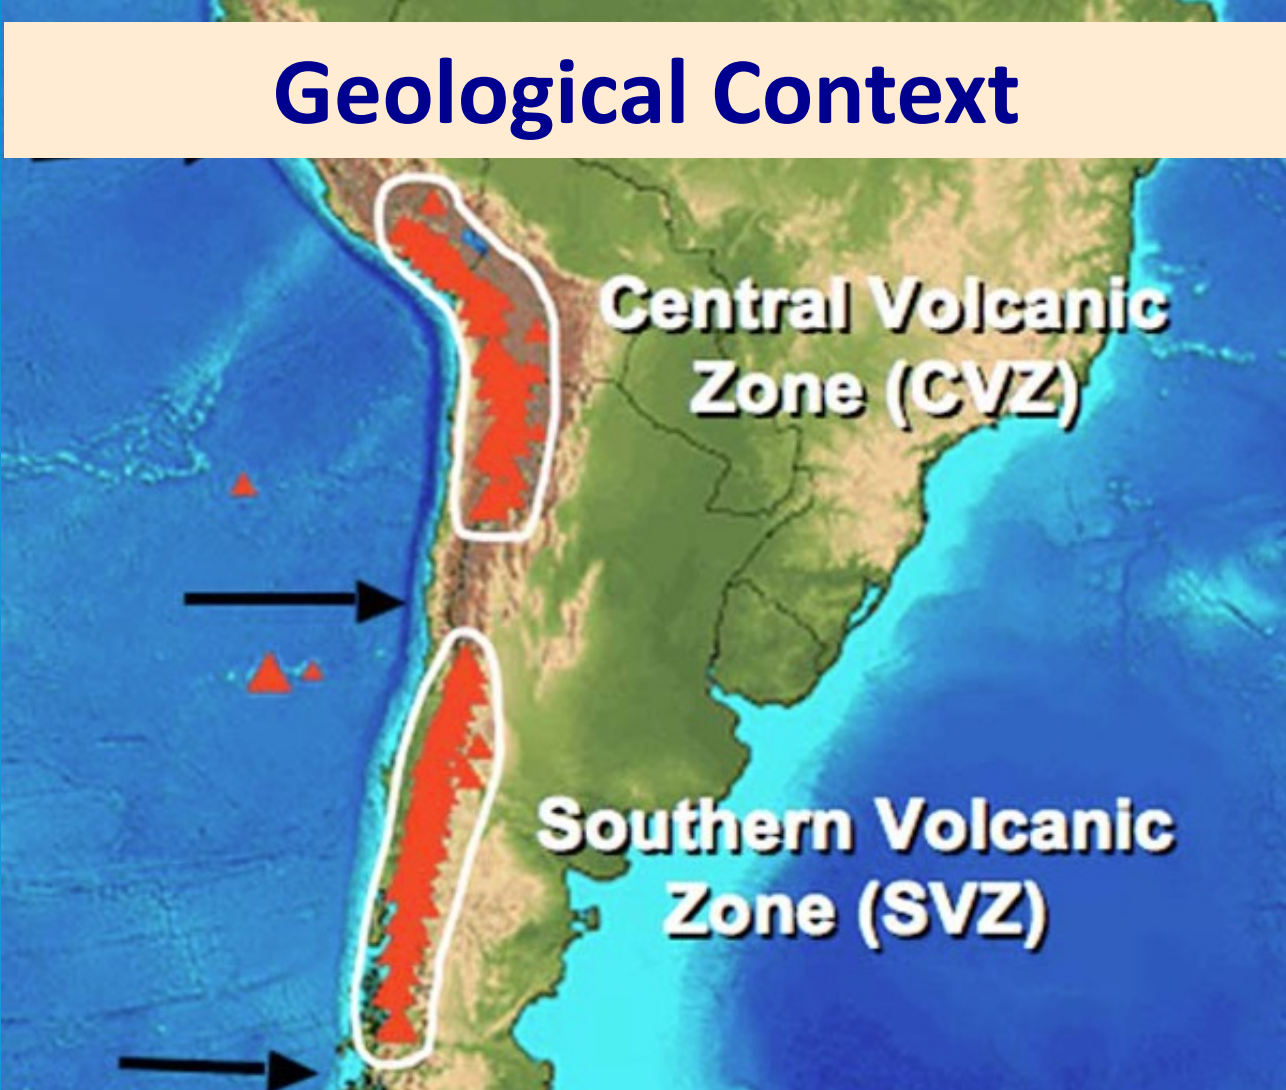 Geological Context
Central Volcanic
Zone (CVZ)
Southern Volcanic
Zone (SVZ)